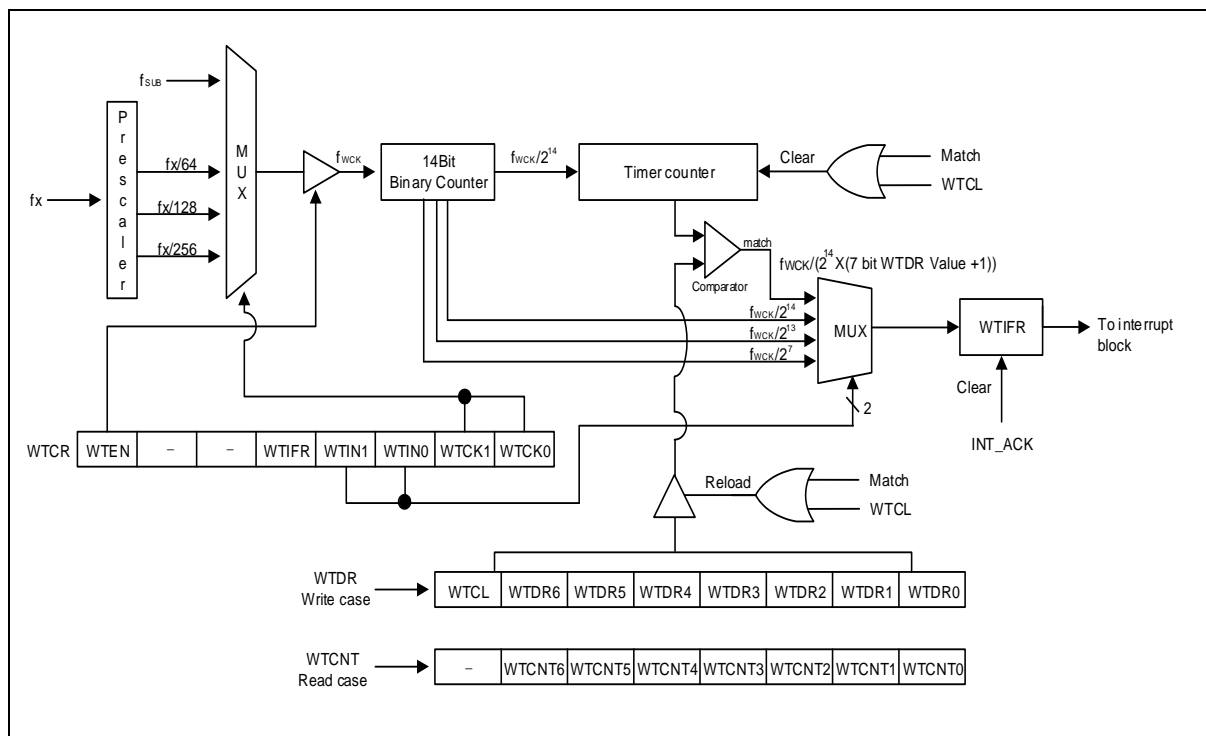 fSUB
Prescaler
fx
fx/64
fx/128
fx/256
MUX
fWCK
14Bit
Binary Counter
fWCK/2^14
Timer counter
Clear
Match
WTCL
match
Comparator
fWCK/(2^14 X(7 bit WTDR Value +1))
fWCK/2^14
fWCK/2^13
fWCK/2^7
MUX
2
WTIFR
To interrupt
block
Clear
INT_ACK
WTCR WTEN – – WTIFR WTIN1 WTIN0 WTCK1 WTCK0
Reload
Match
WTCL
WTDR
Write case
WTCL WTDR6 WTDR5 WTDR4 WTDR3 WTDR2 WTDR1 WTDR0
WTCNT
Read case
– WTCNT6 WTCNT5 WTCNT4 WTCNT3 WTCNT2 WTCNT1 WTCNT0